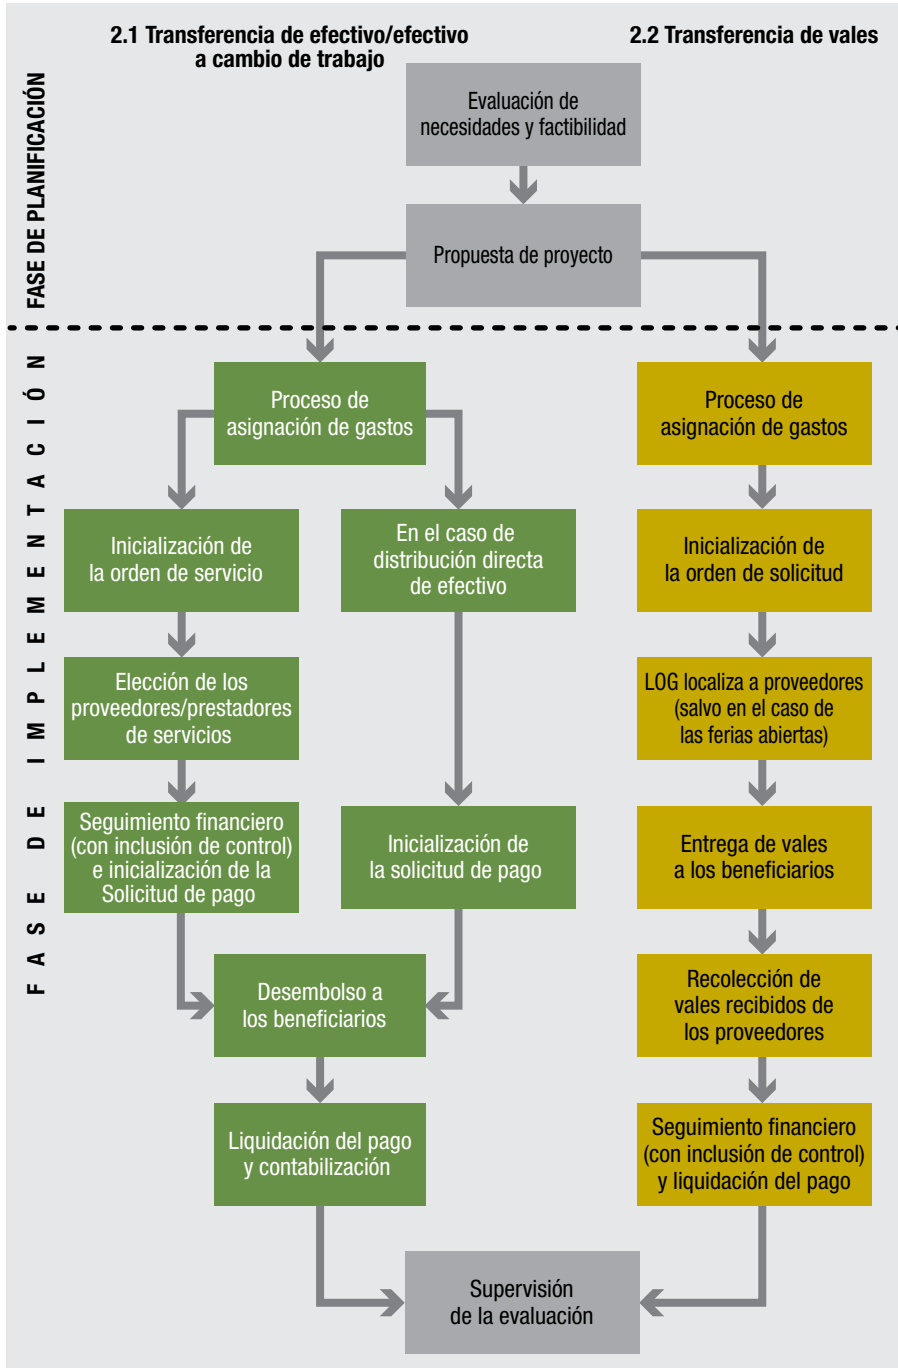 2.1 Transferencia de efectivo/efectivo
a cambio de trabajo
2.2 Transferencia de vales
FASE DE PLANIFICACIÓN
Evaluación de
necesidades y factibilidad
Propuesta de proyecto
FASE DE IMPLEMENTACIÓN
Proceso de
asignación de gastos
Inicialización de
la orden de servicio
En el caso de
distribución directa
de efectivo
Elección de los
proveedores/prestadores
de servicios
Seguimiento financiero
(con inclusión de control)
e inicialización de la
Solicitud de pago
Inicialización de
la solicitud de pago
Desembolso a
los beneficiarios
Liquidación del pago
y contabilización
Proceso de
asignación de gastos
Inicialización de
la orden de solicitud
LOG localiza a proveedores
(salvo en el caso de
las ferias abiertas)
Entrega de vales
a los beneficiarios
Recolección de
vales recibidos de
los proveedores
Seguimiento financiero
(con inclusión de control)
y liquidación del pago
Supervisión
de la evaluación